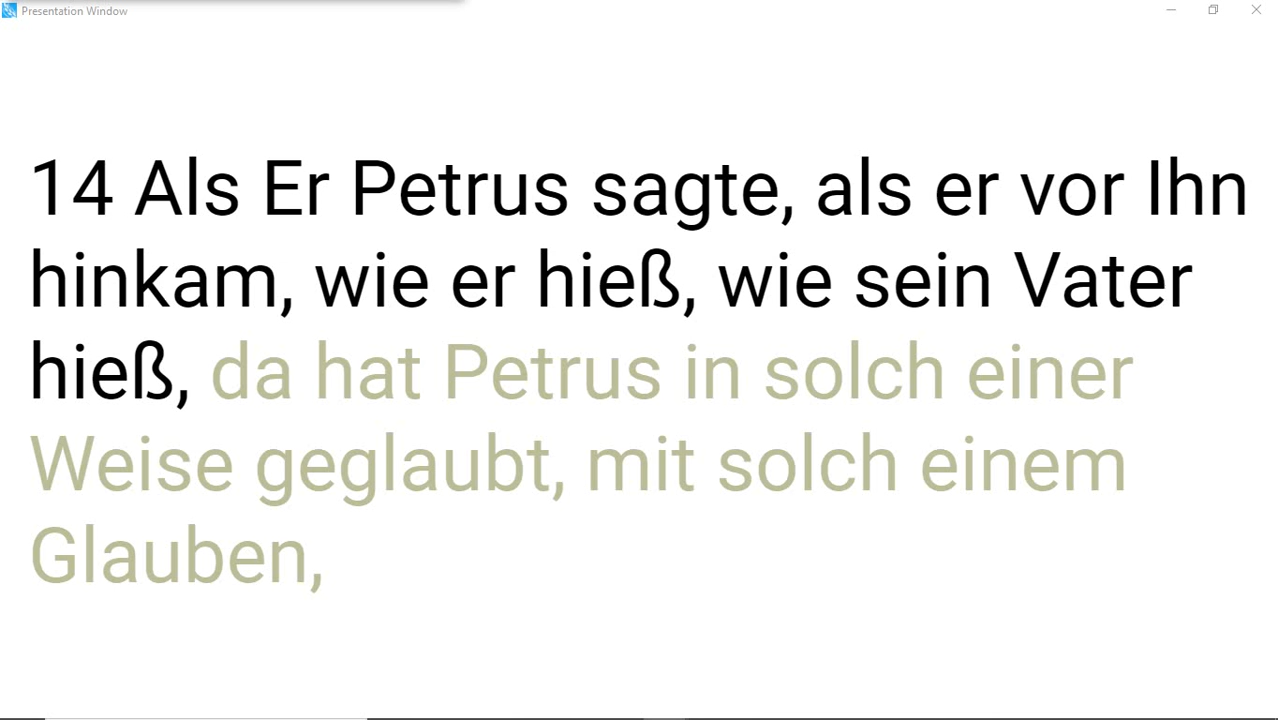 Presentation Window
14 Als Er Petrus sagte, als er vor Ihn
hinkam, wie er hieß, wie sein Vater
hieß, da hat Petrus in solch einer
Weise geglaubt, mit solch einem
Glauben,